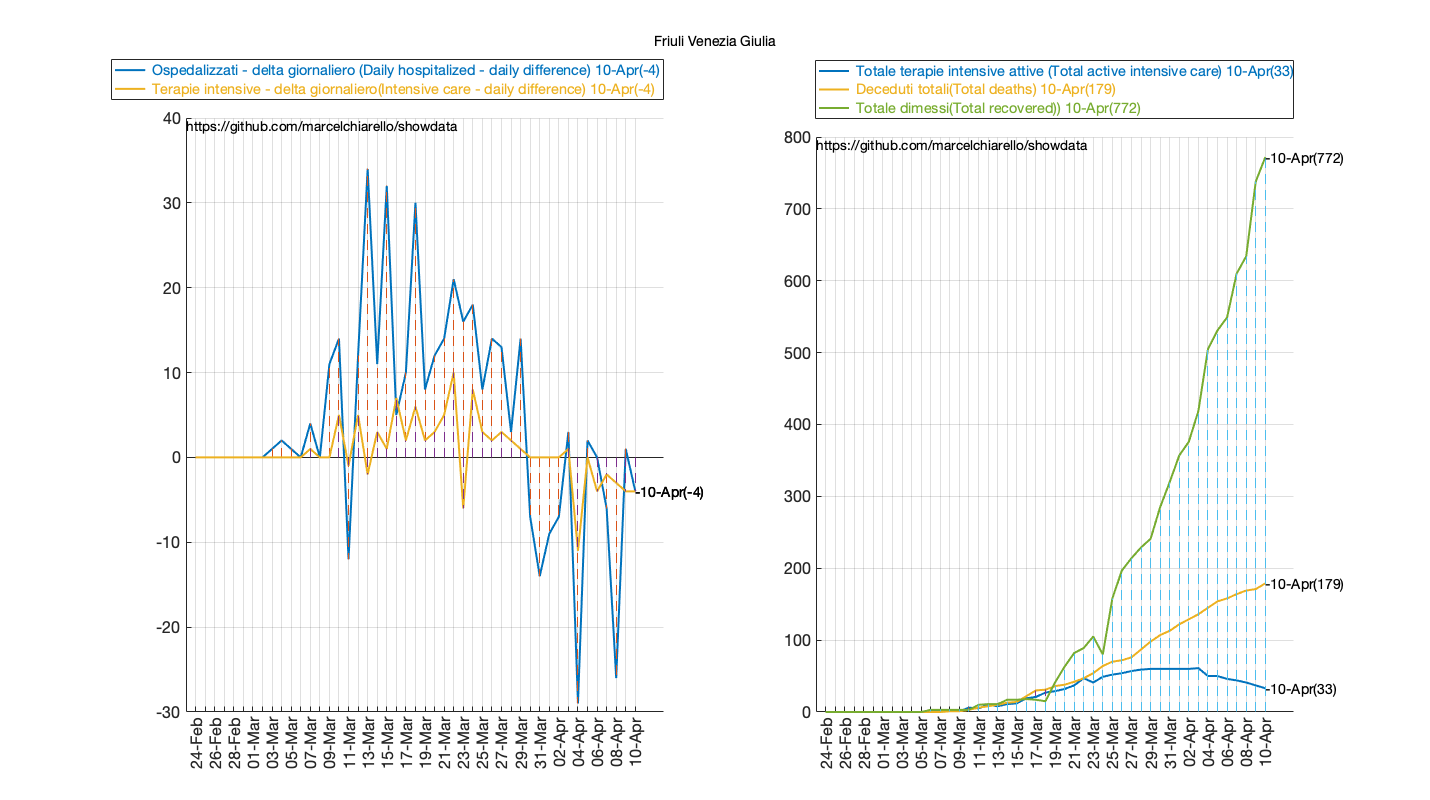 Friuli Venezia Giulia
Ospedalizzati - delta giornaliero (Daily hospitalized - daily difference) 10-Apr(-4)
Terapie intensive - delta giornaliero(Intensive care - daily difference) 10-Apr(-4)
https://github.com/marcelchiarello/showdata
40
30
20
10
0
-10
-20
-30
-10-Apr(-4)
24-Feb
26-Feb
28-Feb
01-Mar
03-Mar
05-Mar
07-Mar
09-Mar
11-Mar
13-Mar
15-Mar
17-Mar
19-Mar
21-Mar
23-Mar
25-Mar
27-Mar
29-Mar
31-Mar
02-Apr
04-Apr
06-Apr
08-Apr
10-Apr
Totale terapie intensive attive (Total active intensive care) 10-Apr(33)
Deceduti totali(Total deaths) 10-Apr(179)
Totale dimessi(Total recovered)) 10-Apr(772)
https://github.com/marcelchiarello/showdata
800
700
600
500
400
300
200
100
0
-10-Apr(772)
-10-Apr(179)
-10-Apr(33)
24-Feb
26-Feb
28-Feb
01-Mar
03-Mar
05-Mar
07-Mar
09-Mar
11-Mar
13-Mar
15-Mar
17-Mar
19-Mar
21-Mar
23-Mar
25-Mar
27-Mar
29-Mar
31-Mar
02-Apr
04-Apr
06-Apr
08-Apr
10-Apr